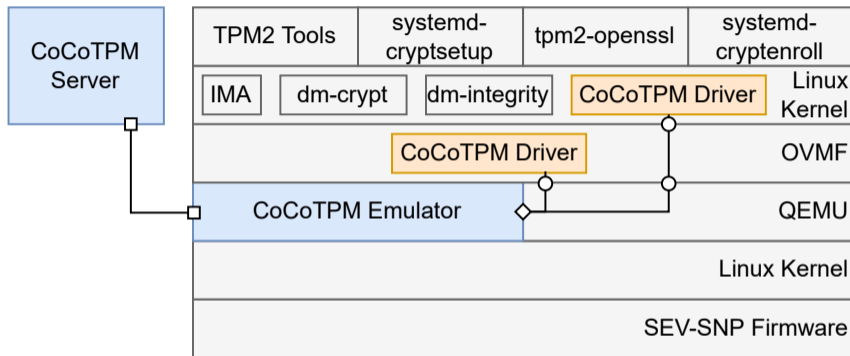 CoCoTPM
Server
TPM2 Tools
systemd-
cryptsetup
tpm2-openssl
systemd-
cryptenroll
IMA
dm-crypt
dm-integrity
CoCoTPM Driver
Linux
Kernel
CoCoTPM Driver
OVMF
CoCoTPM Emulator
QEMU
Linux Kernel
SEV-SNP Firmware